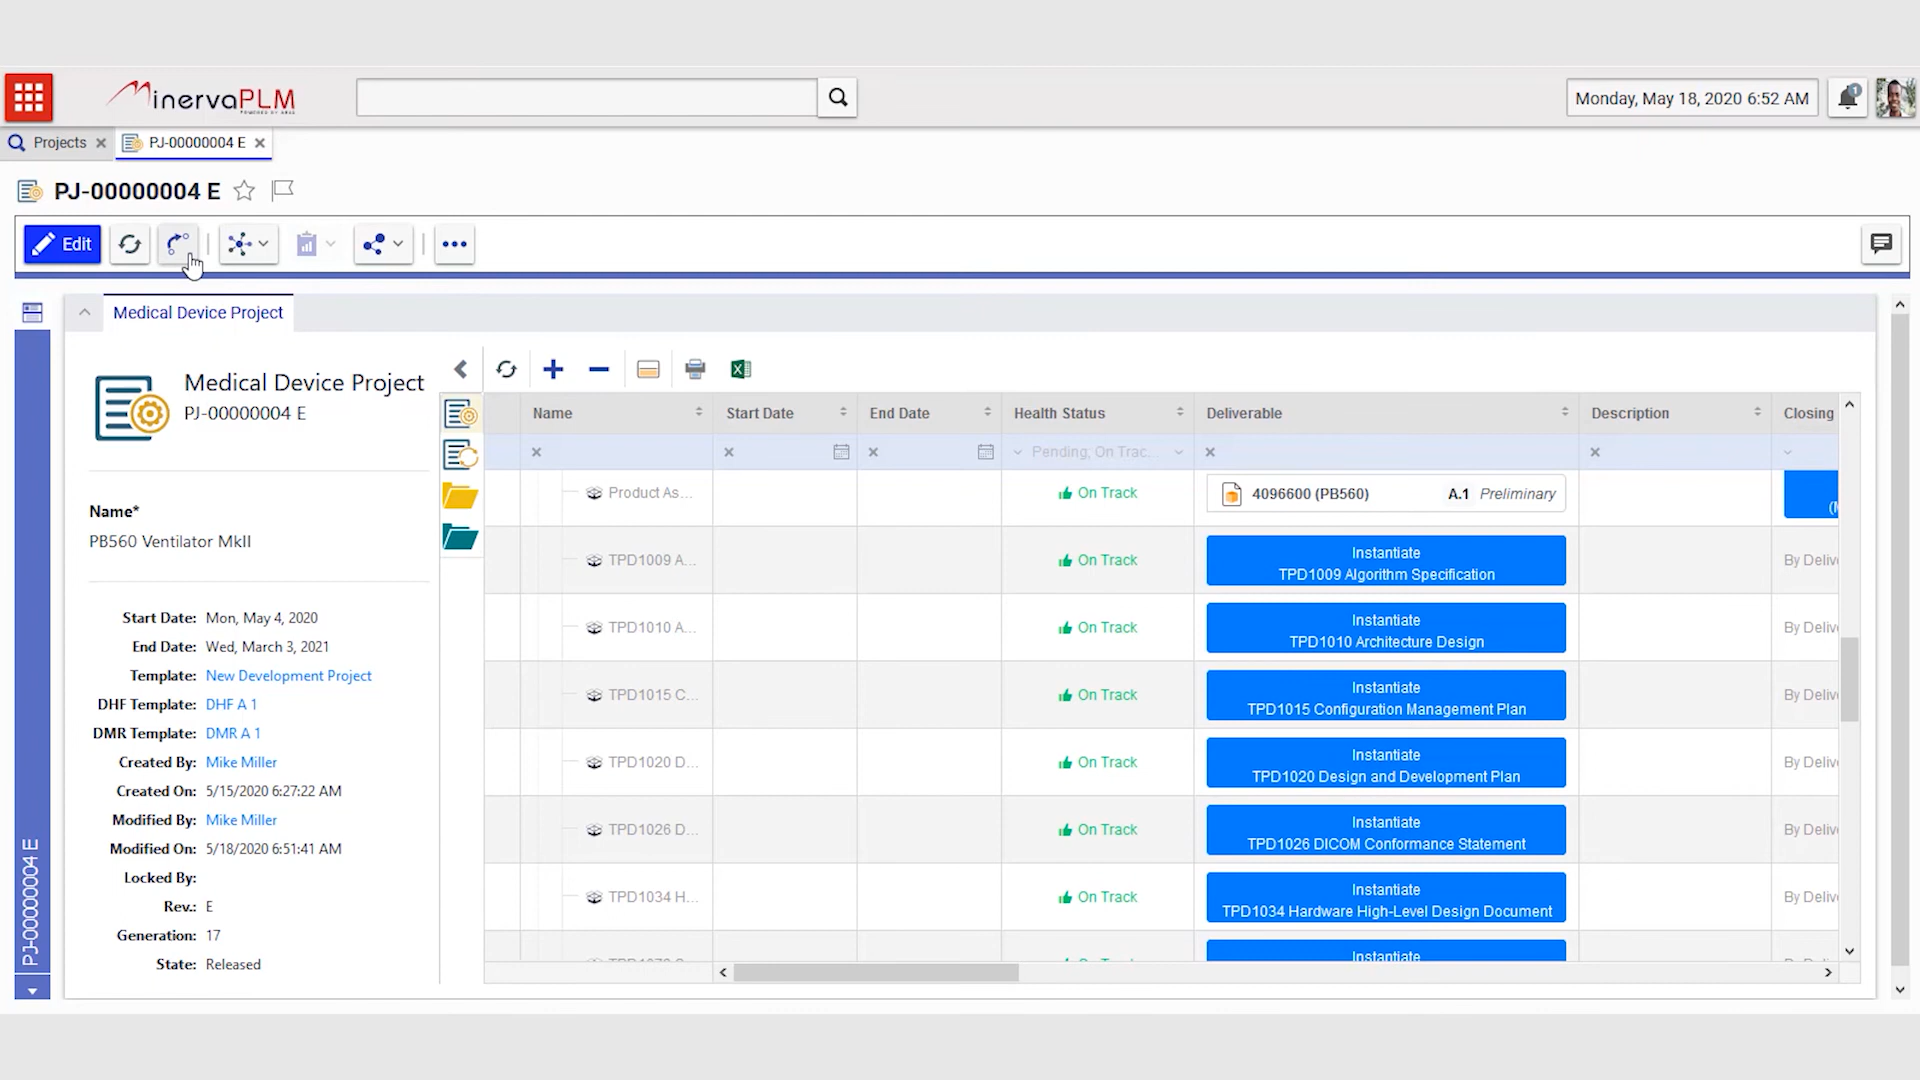 MinervaPLM
POWERED BY ARAS
Monday, May 18, 2020 6:52 AM
1
Projects
PJ-00000004 E
PJ-00000004 E
Edit
Medical Device Project
Medical Device Project
PJ-00000004 E
Name*
PB560 Ventilator MkII
Start Date: Mon, May 4, 2020
End Date: Wed, March 3, 2021
Template: New Development Project
DHF Template: DHF A 1
DMR Template: DMR A 1
Created By: Mike Miller
Created On: 5/15/2020 6:27:22 AM
Modified By: Mike Miller
Modified On: 5/18/2020 6:51:41 AM
Locked By:
Rev.: E
Generation: 17
State: Released
PJ-00000004 E
Name Start Date End Date Health Status Deliverable Description Closing
Pending, On Trac...
Product As... On Track 4096600 (PB560) A.1 Preliminary
TPD1009 A... On Track Instantiate By Deliv
TPD1009 Algorithm Specification
TPD1010 A... On Track Instantiate By Deliv
TPD1010 Architecture Design
TPD1015 C... On Track Instantiate By Deliv
TPD1015 Configuration Management Plan
TPD1020 D... On Track Instantiate By Deliv
TPD1020 Design and Development Plan
TPD1026 D... On Track Instantiate By Deliv
TPD1026 DICOM Conformance Statement
TPD1034 H... On Track Instantiate By Deliv
TPD1034 Hardware High-Level Design Document
Instantiate